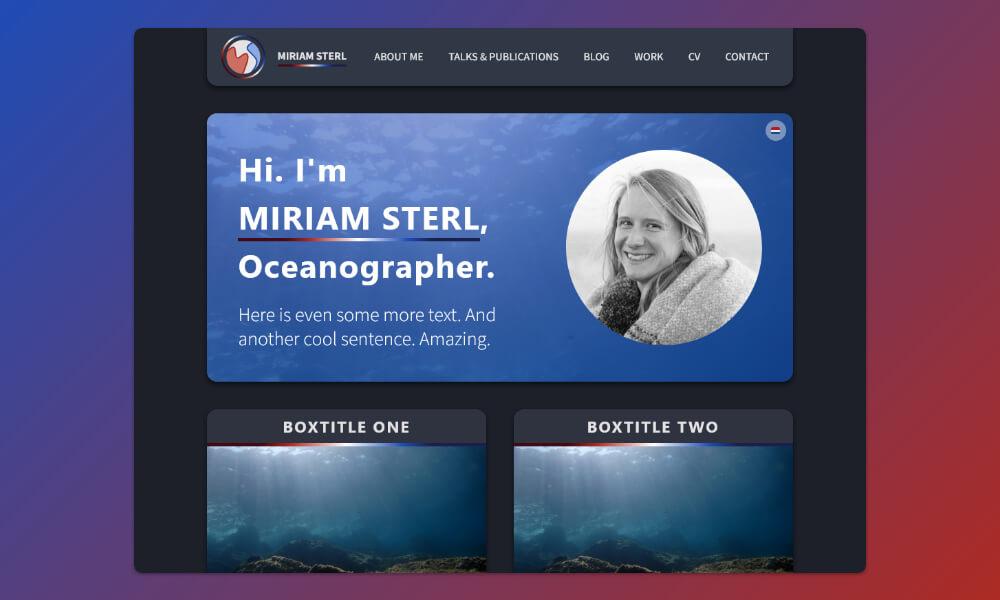 MIRIAM STERL ABOUT ME TALKS & PUBLICATIONS BLOG WORK CV CONTACT
Hi. I'm
MIRIAM STERL,
Oceanographer.
Here is even some more text. And
another cool sentence. Amazing.
BOXTITLE ONE BOXTITLE TWO